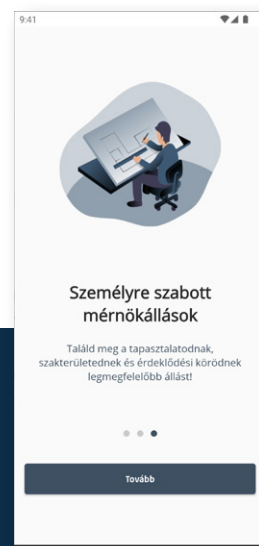 9:41
Személyre szabott
mérnökállások
Találd meg a tapasztalatodnak,
szakterületednek és érdeklődési körödnek
legmegfelelőbb állást!
Tovább